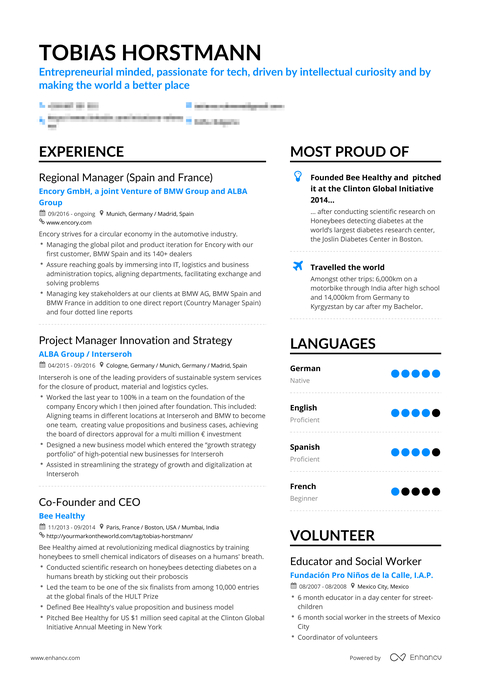 TOBIAS HORSTMANN
Entrepreneurial minded, passionate for tech, driven by intellectual curiosity and by
making the world a better place
EXPERIENCE
Regional Manager (Spain and France)
Encory GmbH, a joint Venture of BMW Group and ALBA
Group
09/2016 - ongoing Munich, Germany / Madrid, Spain
www.encory.com
Encory strives for a circular economy in the automotive industry.
• Managing the global pilot and product iteration for Encory with our
first customer, BMW Spain and its 140+ dealers
• Assure reaching goals by immersing into IT, logistics and business
administration topics, aligning departments, facilitating exchange and
solving problems
• Managing key stakeholders at our clients at BMW AG, BMW Spain and
BMW France in addition to one direct report (Country Manager Spain)
and four dotted line reports
Project Manager Innovation and Strategy
ALBA Group / Interseroh
04/2015 - 09/2016 Cologne, Germany / Munich, Germany / Madrid, Spain
Interseroh is one of the leading providers of sustainable system services
for the closure of product, material and logistics cycles.
• Worked the last year to 100% in a team on the foundation of the
company Encory which I then joined after foundation. This included:
Aligning teams in different locations at Interseroh and BMW to become
one team, creating value propositions and business cases, achieving
the board of directors approval for a multi million € investment
• Designed a new business model which entered the "growth strategy
portfolio" of high-potential new businesses for Interseroh
• Assisted in streamlining the strategy of growth and digitalization at
Interseroh
Co-Founder and CEO
Bee Healthy
11/2013 - 09/2014 Paris, France / Boston, USA / Mumbai, India
http://yourmarkontheworld.com/tag/tobias-horstmann/
Bee Healthy aimed at revolutionizing medical diagnostics by training
honeybees to smell chemical indicators of diseases on a humans' breath.
• Conducted scientific research on honeybees detecting diabetes on a
humans breath by sticking out their proboscis
• Led the team to be one of the six finalists from among 10,000 entries
at the global finals of the HULT Prize
• Defined Bee Healhty's value proposition and business model
• Pitched Bee Healthy for US$1 million seed capital at the Clinton Global
Initiative Annual Meeting in New York
MOST PROUD OF
Founded Bee Healthy and pitched
it at the Clinton Global Initiative
2014...
... after conducting scientific research on
Honeybees detecting diabetes at the
world's largest diabetes research center,
the Joslin Diabetes Center in Boston.
Travelled the world
Amongst other trips: 6,000km on a
motorbike through India after high school
and 14,000km from Germany to
Kyrgyzstan by car after my Bachelor.
LANGUAGES
German
Native
English
Proficient
Spanish
Proficient
French
Beginner
VOLUNTEER
Educator and Social Worker
Fundación Pro Niños de la Calle, I.A.P.
08/2007 - 08/2008 Mexico City, Mexico
• 6 month educator in a day center for street-
children
• 6 month social worker in the streets of Mexico
City
• Coordinator of volunteers
www.enhancv.com
Powered by Enhancv